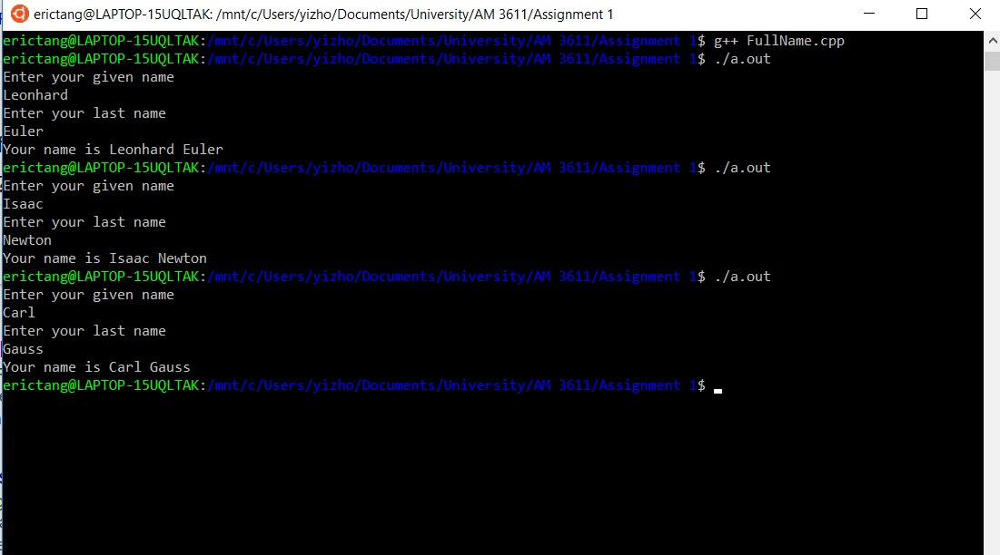 erictang@LAPTOP-15UQLTAK: /mnt/c/Users/yizho/Documents/University/AM 3611/Assignment 1
erictang@LAPTOP-15UQLTAK:/mnt/c/Users/yizho/Documents/University/AM 3611/Assignment 1$ g++ FullName.cpp
erictang@LAPTOP-15UQLTAK:/mnt/c/Users/yizho/Documents/University/AM 3611/Assignment 1$ ./a.out
Enter your given name
Leonhard
Enter your last name
Euler
Your name is Leonhard Euler
erictang@LAPTOP-15UQLTAK:/mnt/c/Users/yizho/Documents/University/AM 3611/Assignment 1$ ./a.out
Enter your given name
Isaac
Enter your last name
Newton
Your name is Isaac Newton
erictang@LAPTOP-15UQLTAK:/mnt/c/Users/yizho/Documents/University/AM 3611/Assignment 1$ ./a.out
Enter your given name
Carl
Enter your last name
Gauss
Your name is Carl Gauss
erictang@LAPTOP-15UQLTAK:/mnt/c/Users/yizho/Documents/University/AM 3611/Assignment 1$